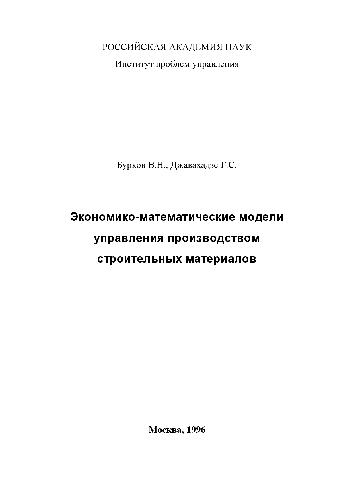 РОССИЙСКАЯ АКАДЕМИЯ НАУК
Институт проблем управления
Бурков В.Н., Джавахадзе Г.С.
Экономико-математические модели
управления производством
строительных материалов
Москва, 1996